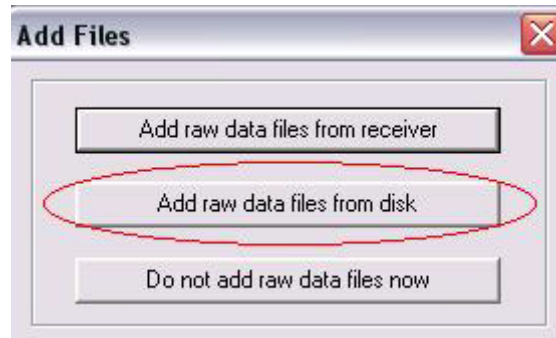 Add Files
Add raw data files from receiver
Add raw data files from disk
Do not add raw data files now